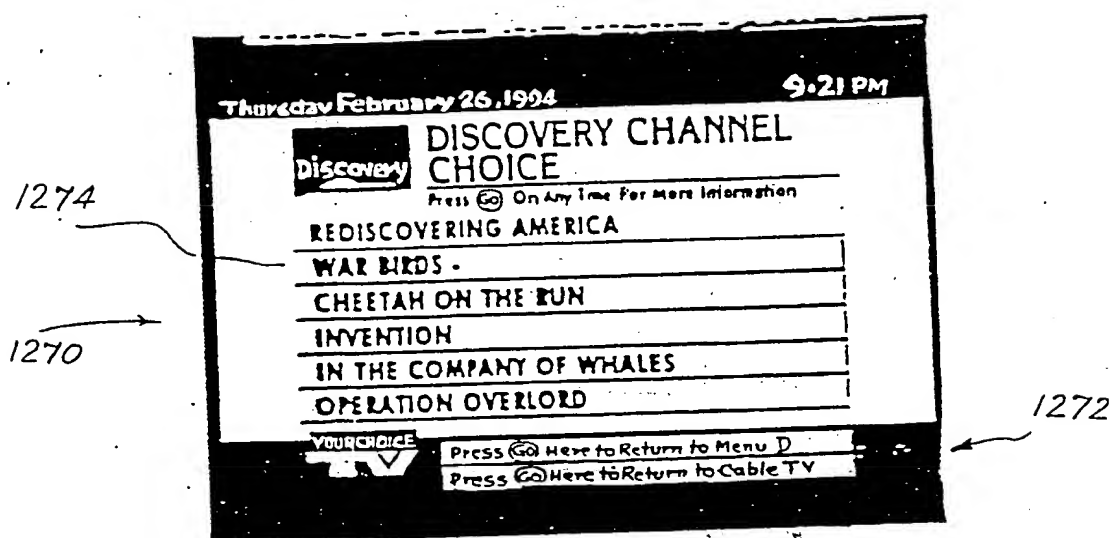 Thursday February 26, 1994
9:21 PM
Discovery
DISCOVERY CHANNEL
CHOICE
Press Go On Any Time For More Information
1274
REDISCOVERING AMERICA
WAR BIRDS
CHEETAH ON THE RUN
1270
INVENTION
IN THE COMPANY OF WHALES
OPERATION OVERLORD
1272
YOUR CHOICE
Press Go Here to Return to Menu D
Press Go Here to Return to Cable TV